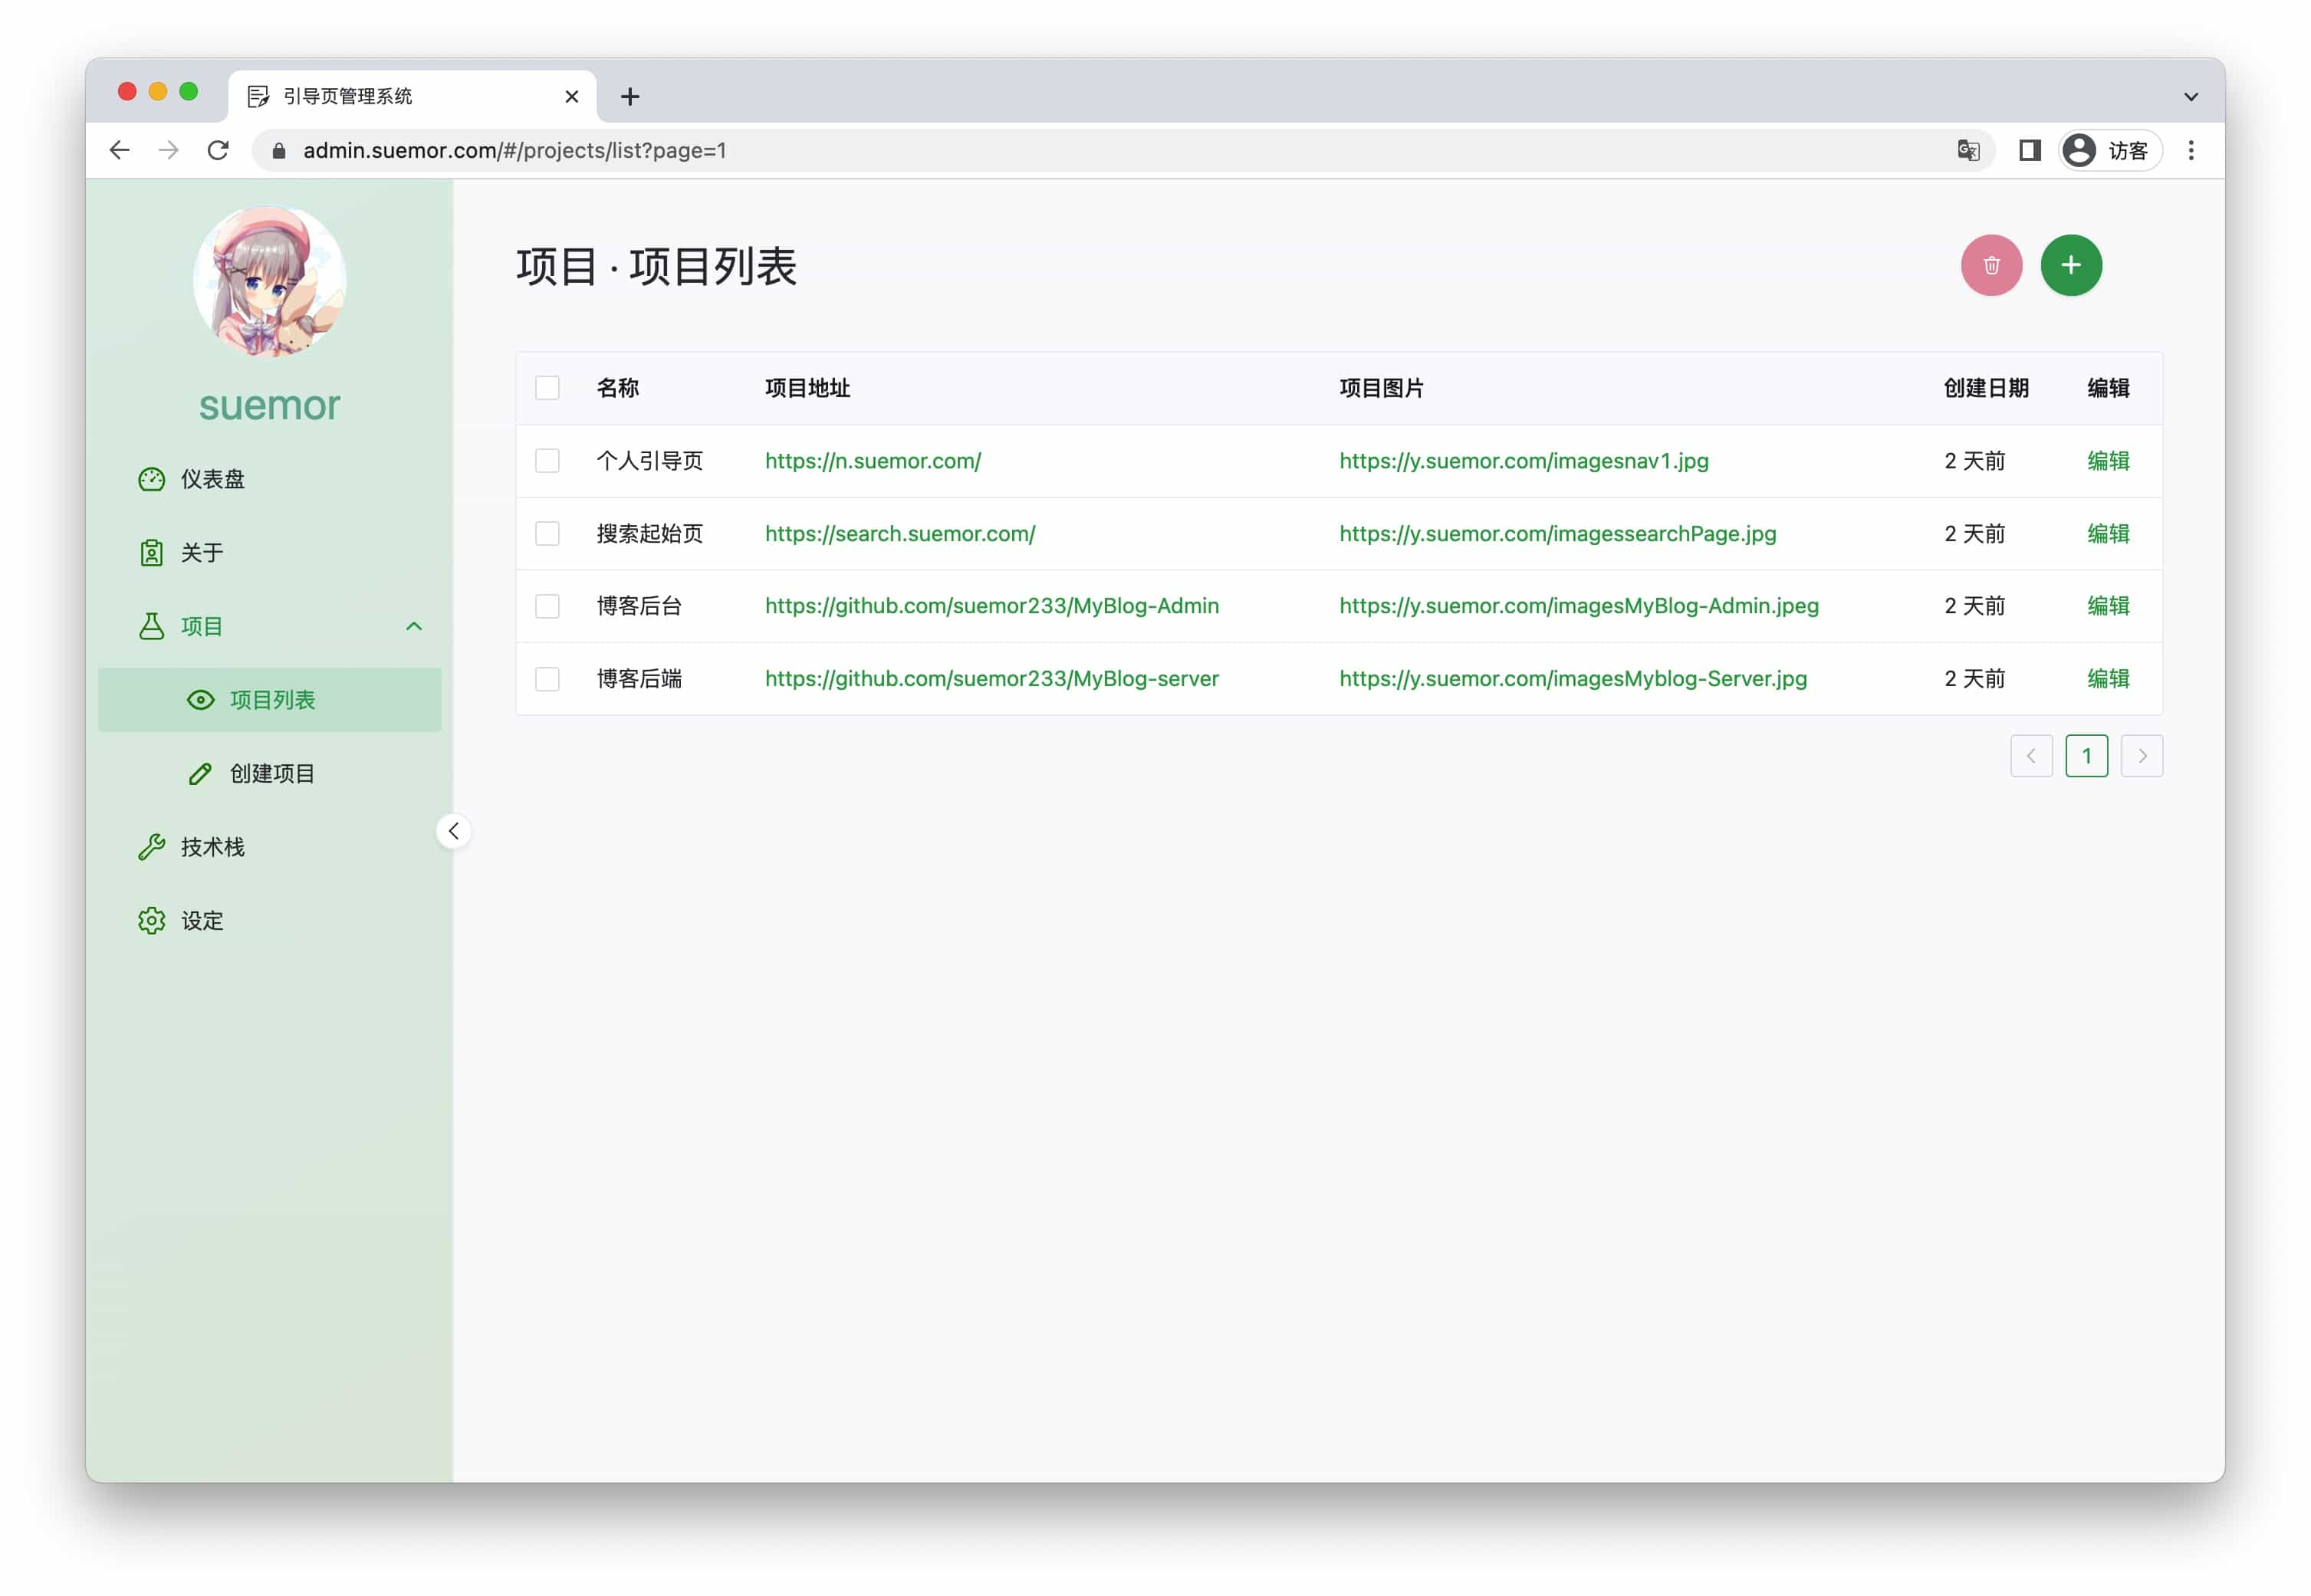 引导页管理系统
admin.suemor.com/#/projects/list?page=1
访客
suemor
仪表盘
关于
项目
项目列表
创建项目
技术栈
设定
项目 · 项目列表
名称 项目地址 项目图片 创建日期 编辑
个人引导页 https://n.suemor.com/ https://y.suemor.com/imagesnav1.jpg 2 天前 编辑
搜索起始页 https://search.suemor.com/ https://y.suemor.com/imagessearchPage.jpg 2 天前 编辑
博客后台 https://github.com/suemor233/MyBlog-Admin https://y.suemor.com/imagesMyBlog-Admin.jpeg 2 天前 编辑
博客后端 https://github.com/suemor233/MyBlog-server https://y.suemor.com/imagesMyblog-Server.jpg 2 天前 编辑
1